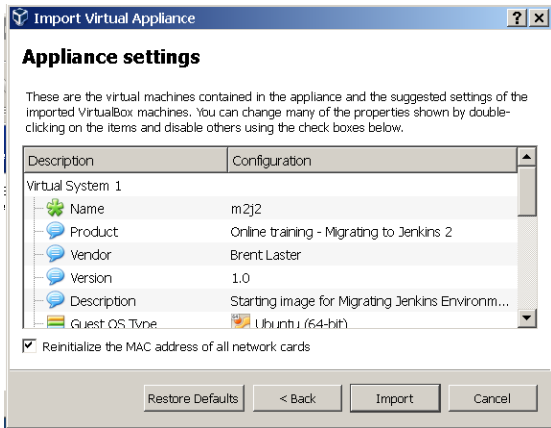 Import Virtual Appliance
Appliance settings
These are the virtual machines contained in the appliance and the suggested settings of the
imported VirtualBox machines. You can change many of the properties shown by double-
clicking on the items and disable others using the check boxes below.
Description Configuration
Virtual System 1
Name m2j2
Product Online training - Migrating to Jenkins 2
Vendor Brent Laster
Version 1.0
Description Starting image for Migrating Jenkins Environm...
Guest OS Type Ubuntu (64-bit)
Reinitialize the MAC address of all network cards
Restore Defaults < Back Import Cancel